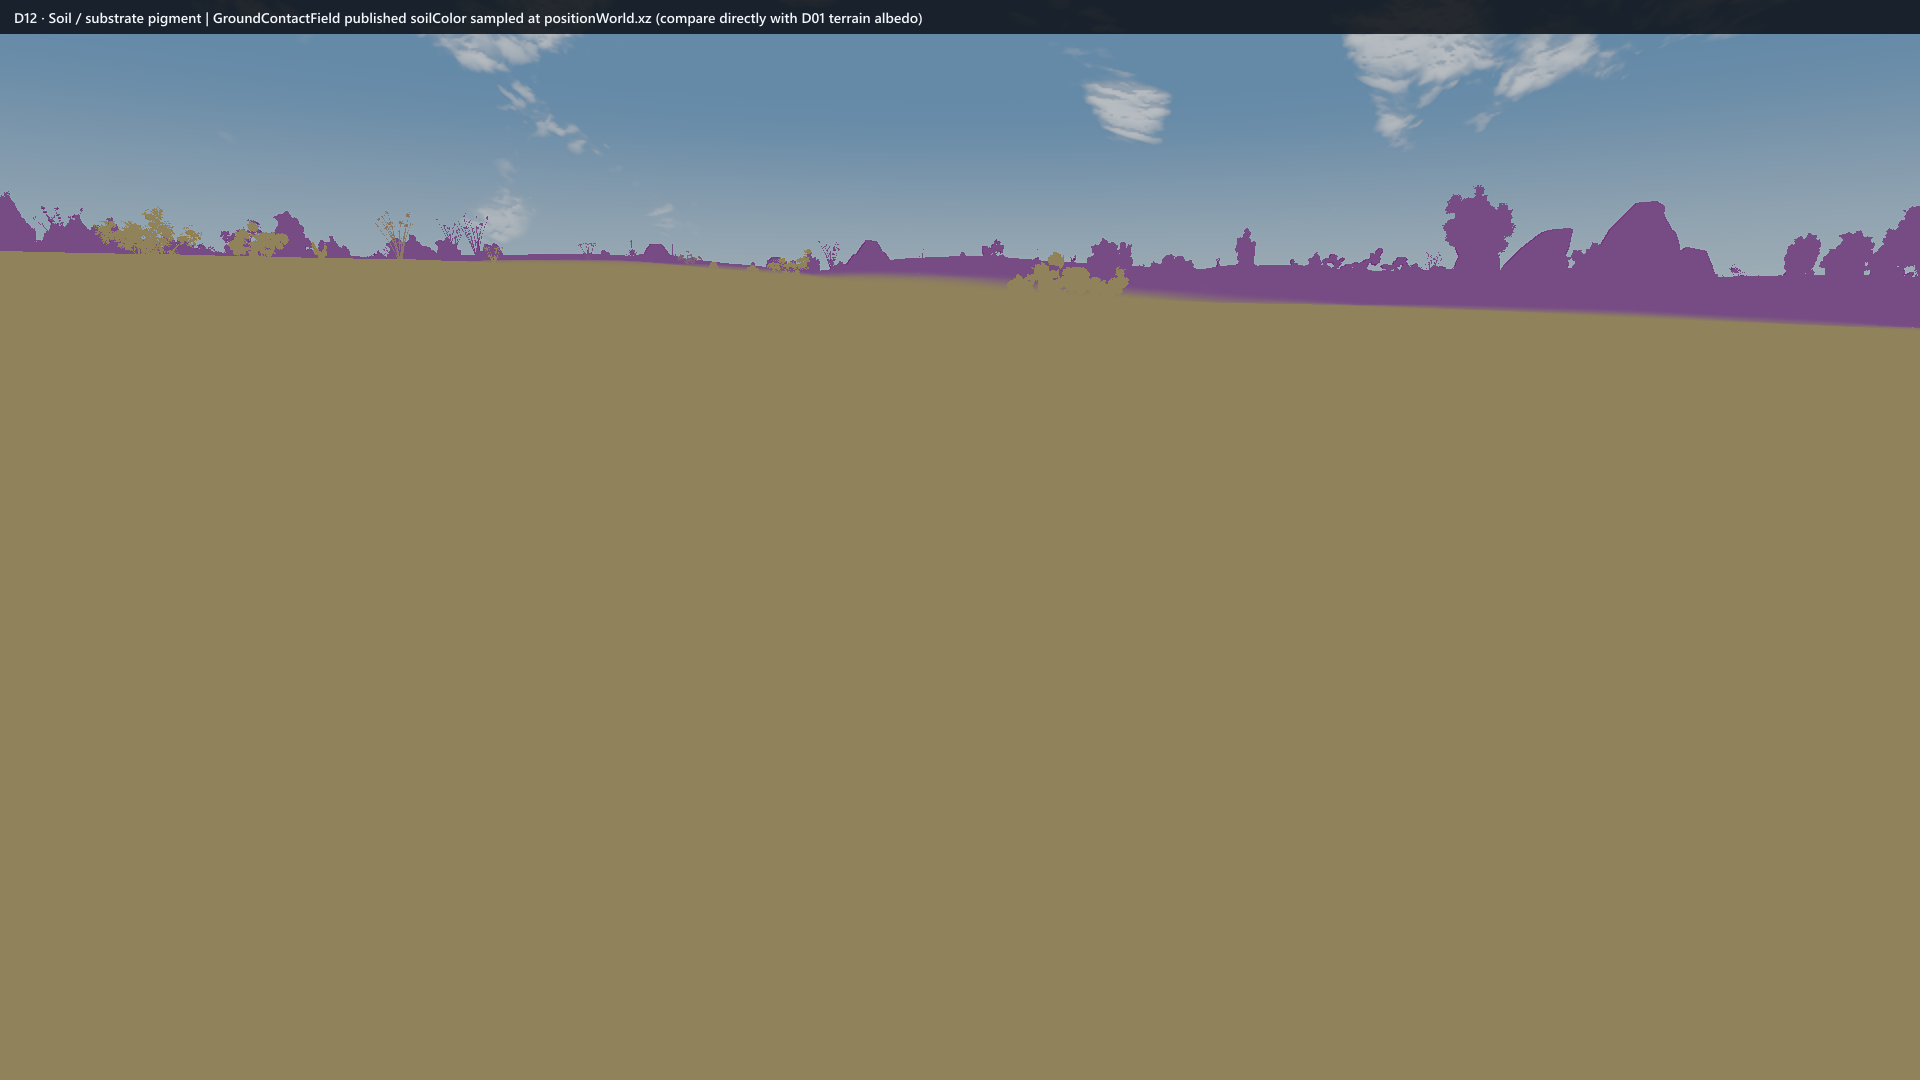 D12 · Soil / substrate pigment | GroundContactField published soilColor sampled at positionWorld.xz (compare directly with D01 terrain albedo)